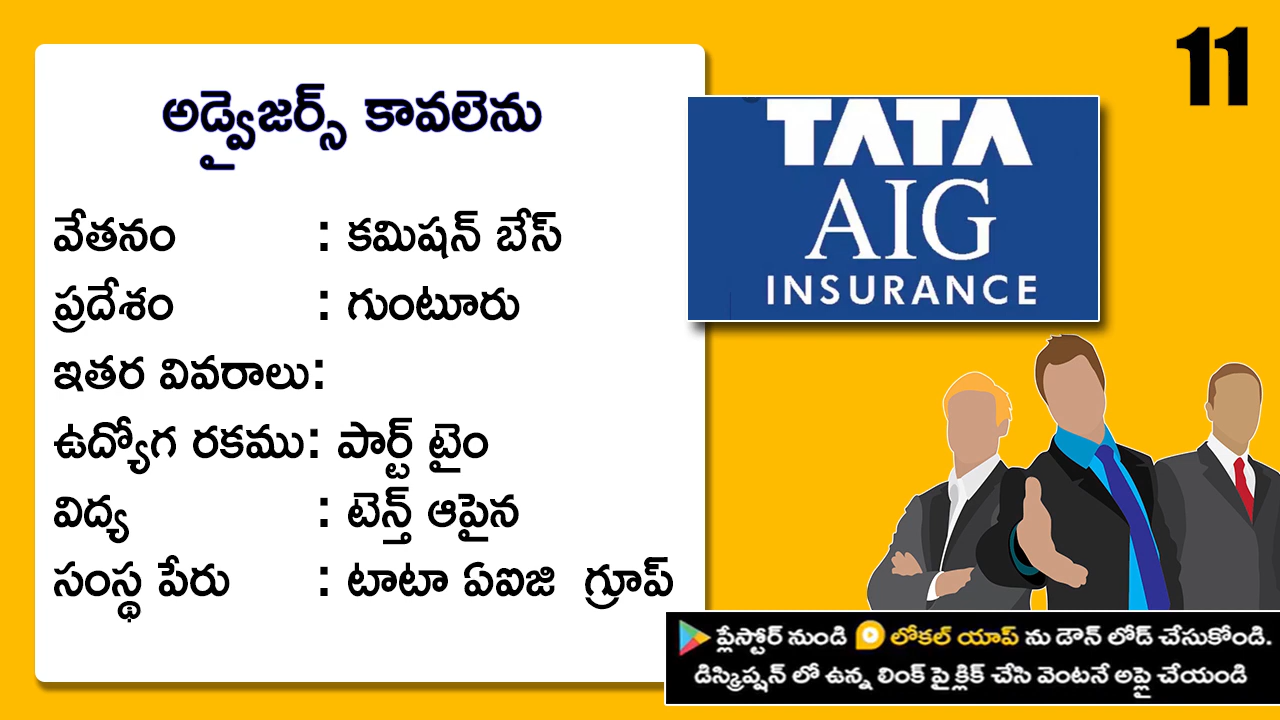 11
అడ్వైజర్స్ కావలెను
వేతనం : కమిషన్ బేస్
ప్రదేశం : గుంటూరు
ఇతర వివరాలు:
ఉద్యోగ రకము: పార్ట్ టైం
విద్య : టెన్త్ ఆపైన
సంస్థ పేరు : టాటా ఏఐజి గ్రూప్
TATA
AIG
INSURANCE
ప్లేస్టోర్ నుండి లోకల్ యాప్ ను డౌన్ లోడ్ చేసుకోండి.
డిస్క్రిప్షన్ లో ఉన్న లింక్ పై క్లిక్ చేసి వెంటనే అప్లై చేయండి